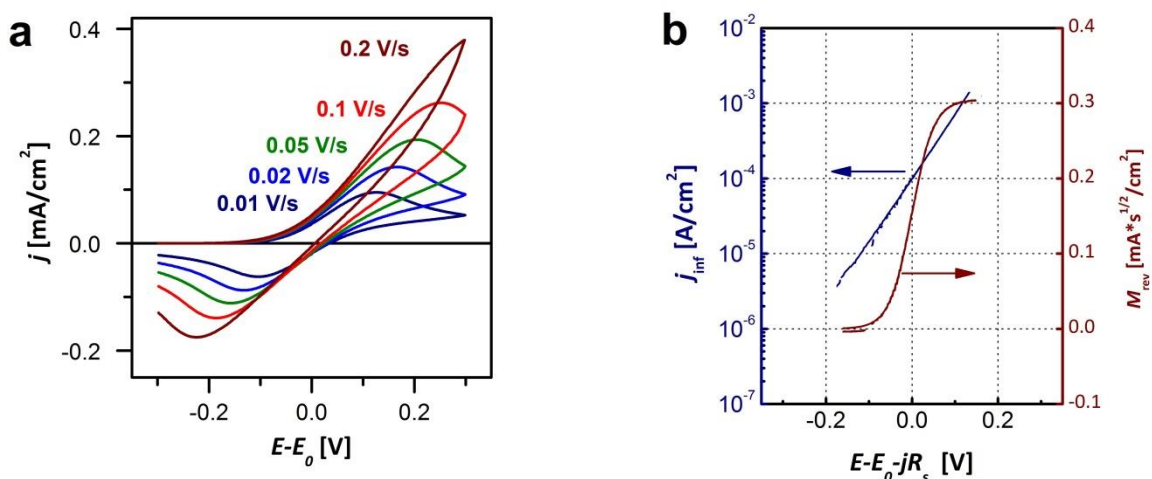 a
0.4
0.2
0.0
-0.2
j [mA/cm²]
0.2 V/s
0.1 V/s
0.05 V/s
0.02 V/s
0.01 V/s
-0.2
0.0
0.2
E-E₀ [V]
b
10⁻²
10⁻³
10⁻⁴
10⁻⁵
10⁻⁶
10⁻⁷
j_inf [A/cm²]
0.4
0.3
0.2
0.1
0.0
-0.1
M_rev [mA*s^1/2/cm²]
-0.2
0.0
0.2
E-E₀-jRₛ [V]